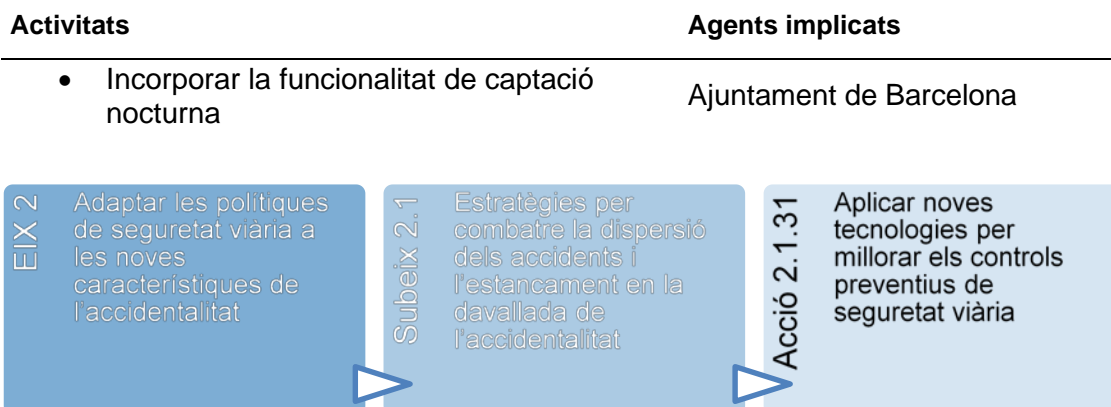 Activitats
Agents implicats
• Incorporar la funcionalitat de captació
nocturna
Ajuntament de Barcelona
EIX 2
Adaptar les polítiques
de seguretat viària a
les noves
característiques de
l'accidentalitat
Subeix 2.1
Estratègies per
combatre la dispersió
dels accidents i
l'estancament en la
davallada de
l'accidentalitat
Acció 2.1.31
Aplicar noves
tecnologies per
millorar els controls
preventius de
seguretat viària